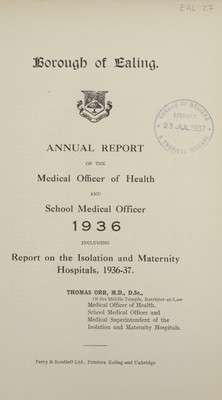 EAL 27
Borough of Ealing.
23 JUL 1937
ANNUAL REPORT
OF THE
Medical Officer of Health
AND
School Medical Officer
1936
INCLUDING
Report on the Isolation and Maternity
Hospitals, 1936-37.
THOMAS ORR, M.D., D.Sc.,
Of the Middle Temple, Barrister-at-Law
Medical Officer of Health,
School Medical Officer and
Medical Superintendent of the
Isolation and Maternity Hospitals.
Perry & Routleff Ltd., Printers, Ealing and Uxbridge